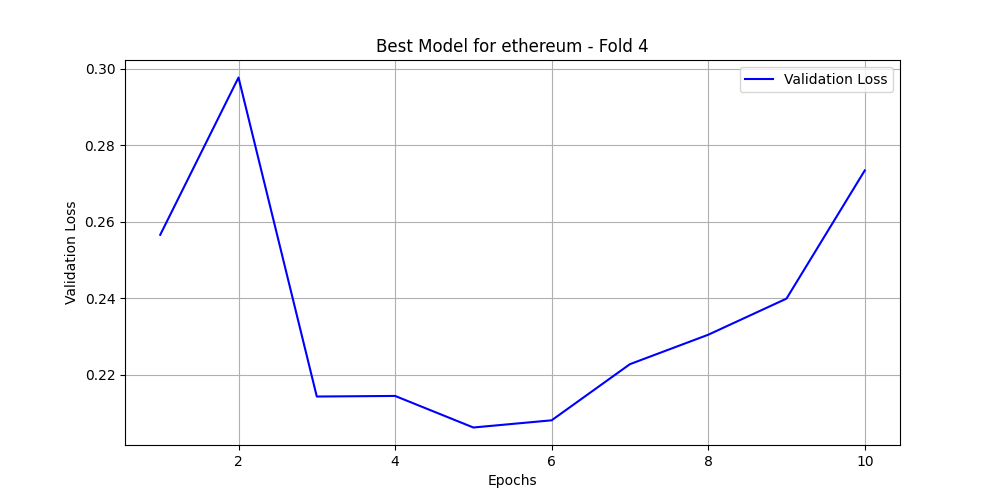 Best Model for ethereum - Fold 4
Validation Loss
0.30
0.28
0.26
0.24
0.22
Validation Loss
2 4 6 8 10
Epochs